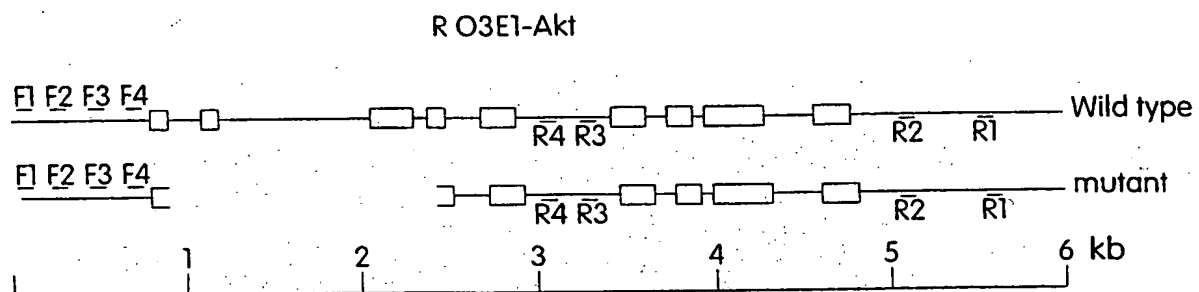 R O3E1-Akt
F1 F2 F3 F4
Wild type
R4 R3 R2 R1
F1 F2 F3 F4
mutant
R4 R3 R2 R1
1 2 3 4 5 6 kb